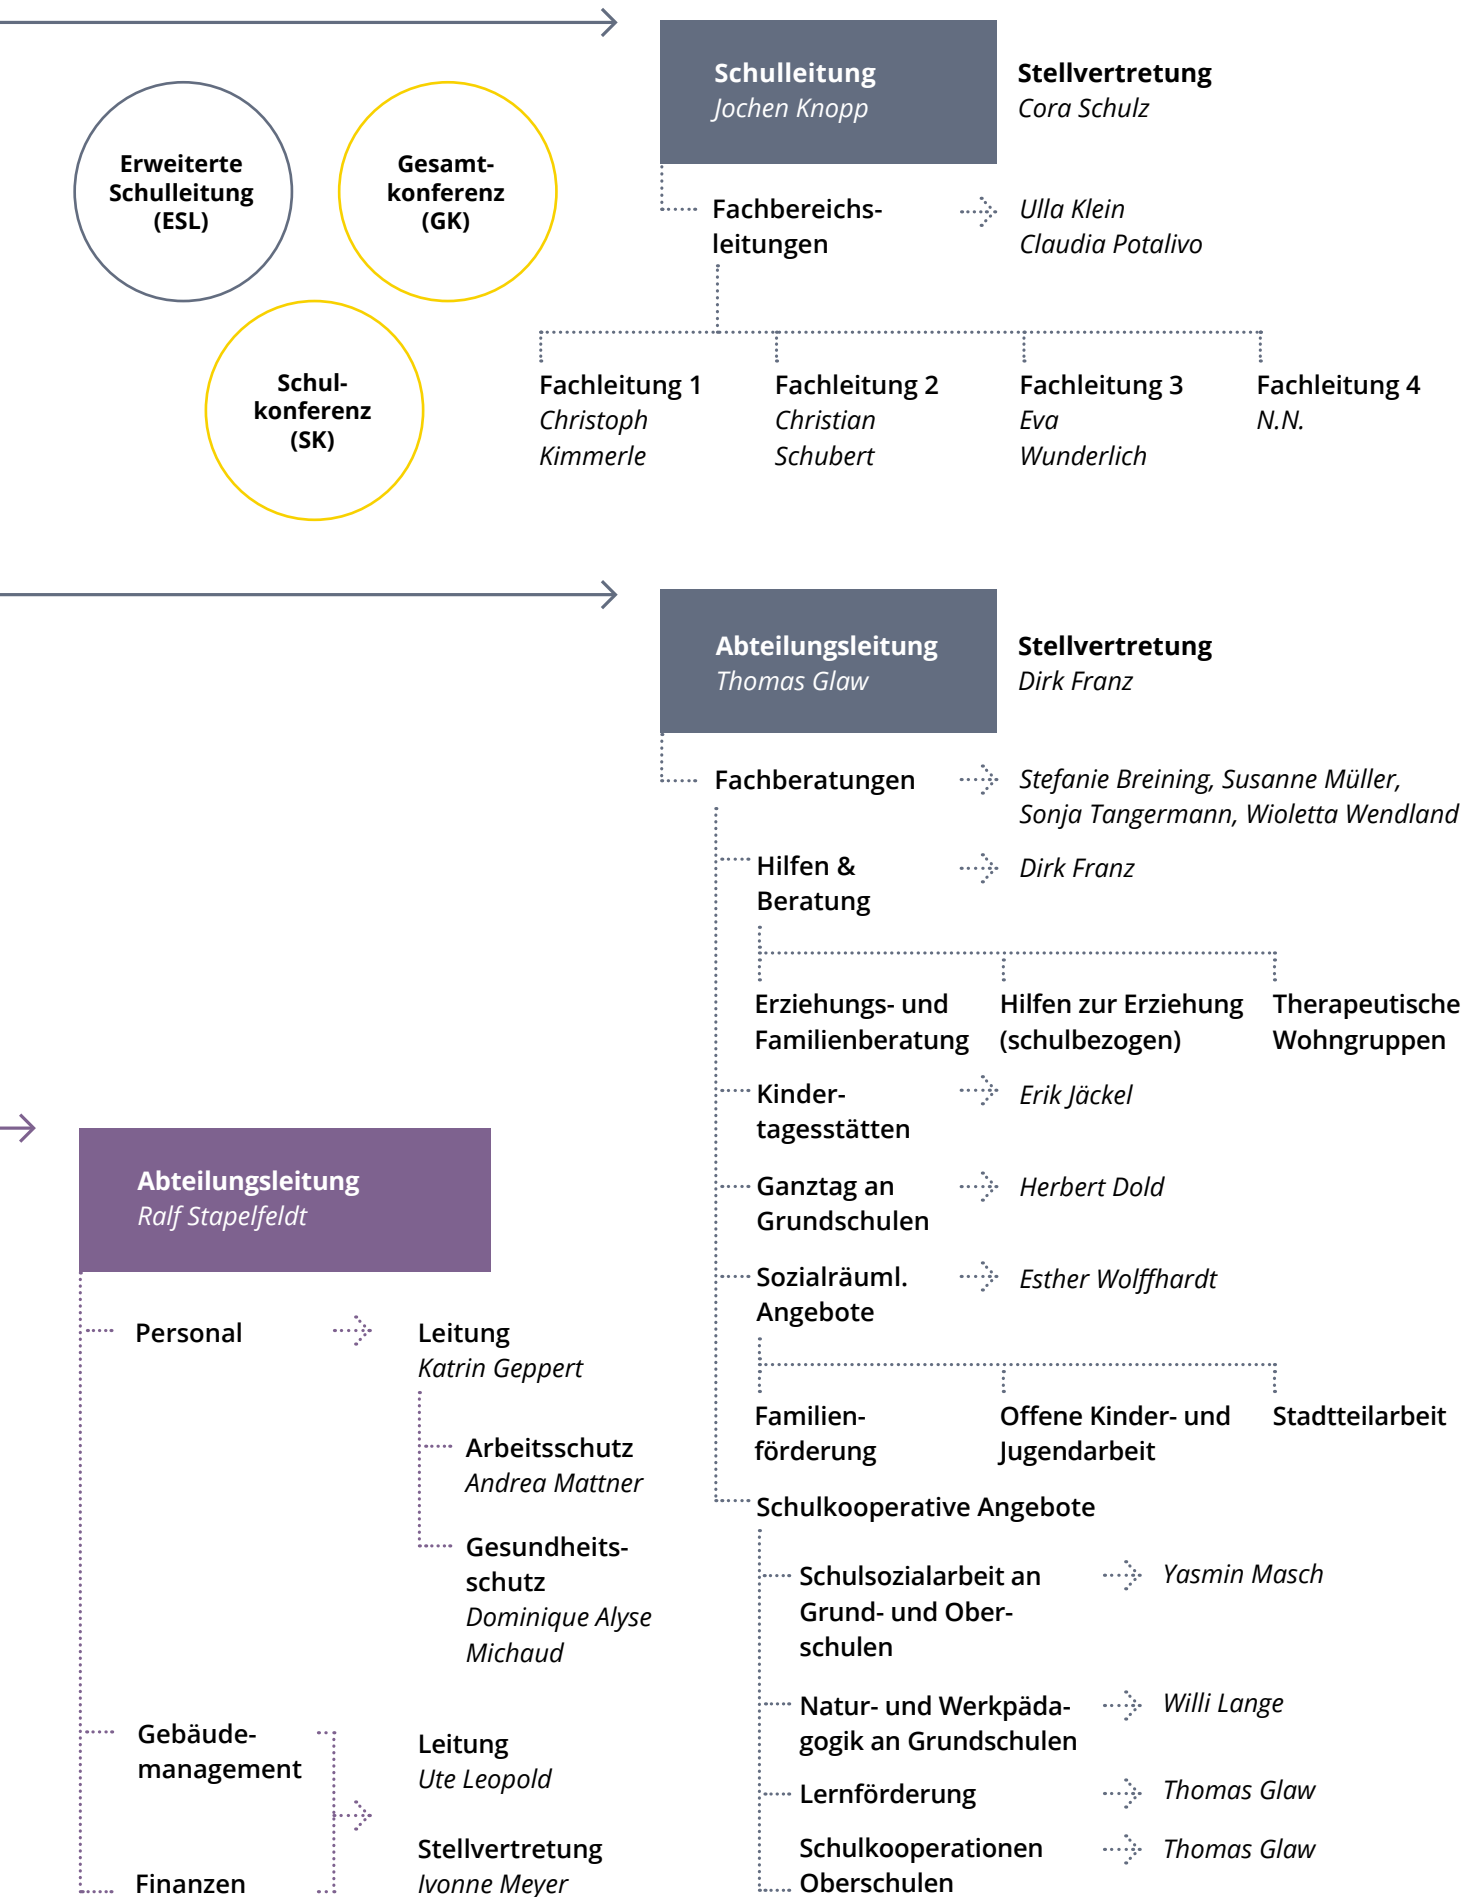 Schulleitung
Jochen Knopp
Stellvertretung
Cora Schulz
Erweiterte
Schulleitung
(ESL)
Gesamt-
konferenz
(GK)
Schul-
konferenz
(SK)
Fachbereichs-
leitungen
Ulla Klein
Claudia Potalivo
Fachleitung 1
Christoph
Kimmerle
Fachleitung 2
Christian
Schubert
Fachleitung 3
Eva
Wunderlich
Fachleitung 4
N.N.
Abteilungsleitung
Thomas Glaw
Stellvertretung
Dirk Franz
Fachberatungen
Stefanie Breining, Susanne Müller,
Sonja Tangermann, Wioletta Wendland
Hilfen &
Beratung
Dirk Franz
Erziehungs- und
Familienberatung
Hilfen zur Erziehung
(schulbezogen)
Therapeutische
Wohngruppen
Kinder-
tagesstätten
Erik Jäckel
Ganztag an
Grundschulen
Herbert Dold
Sozialräuml.
Angebote
Esther Wolffhardt
Familien-
förderung
Offene Kinder- und
Jugendarbeit
Stadtteilarbeit
Schulkooperative Angebote
Schulsozialarbeit an
Grund- und Ober-
schulen
Yasmin Masch
Natur- und Werkpäda-
gogik an Grundschulen
Willi Lange
Lernförderung
Thomas Glaw
Schulkooperationen
Oberschulen
Thomas Glaw
Abteilungsleitung
Ralf Stapelfeldt
Personal
Leitung
Katrin Geppert
Arbeitsschutz
Andrea Mattner
Gesundheits-
schutz
Dominique Alyse
Michaud
Gebäude-
management
Finanzen
Leitung
Ute Leopold
Stellvertretung
Ivonne Meyer